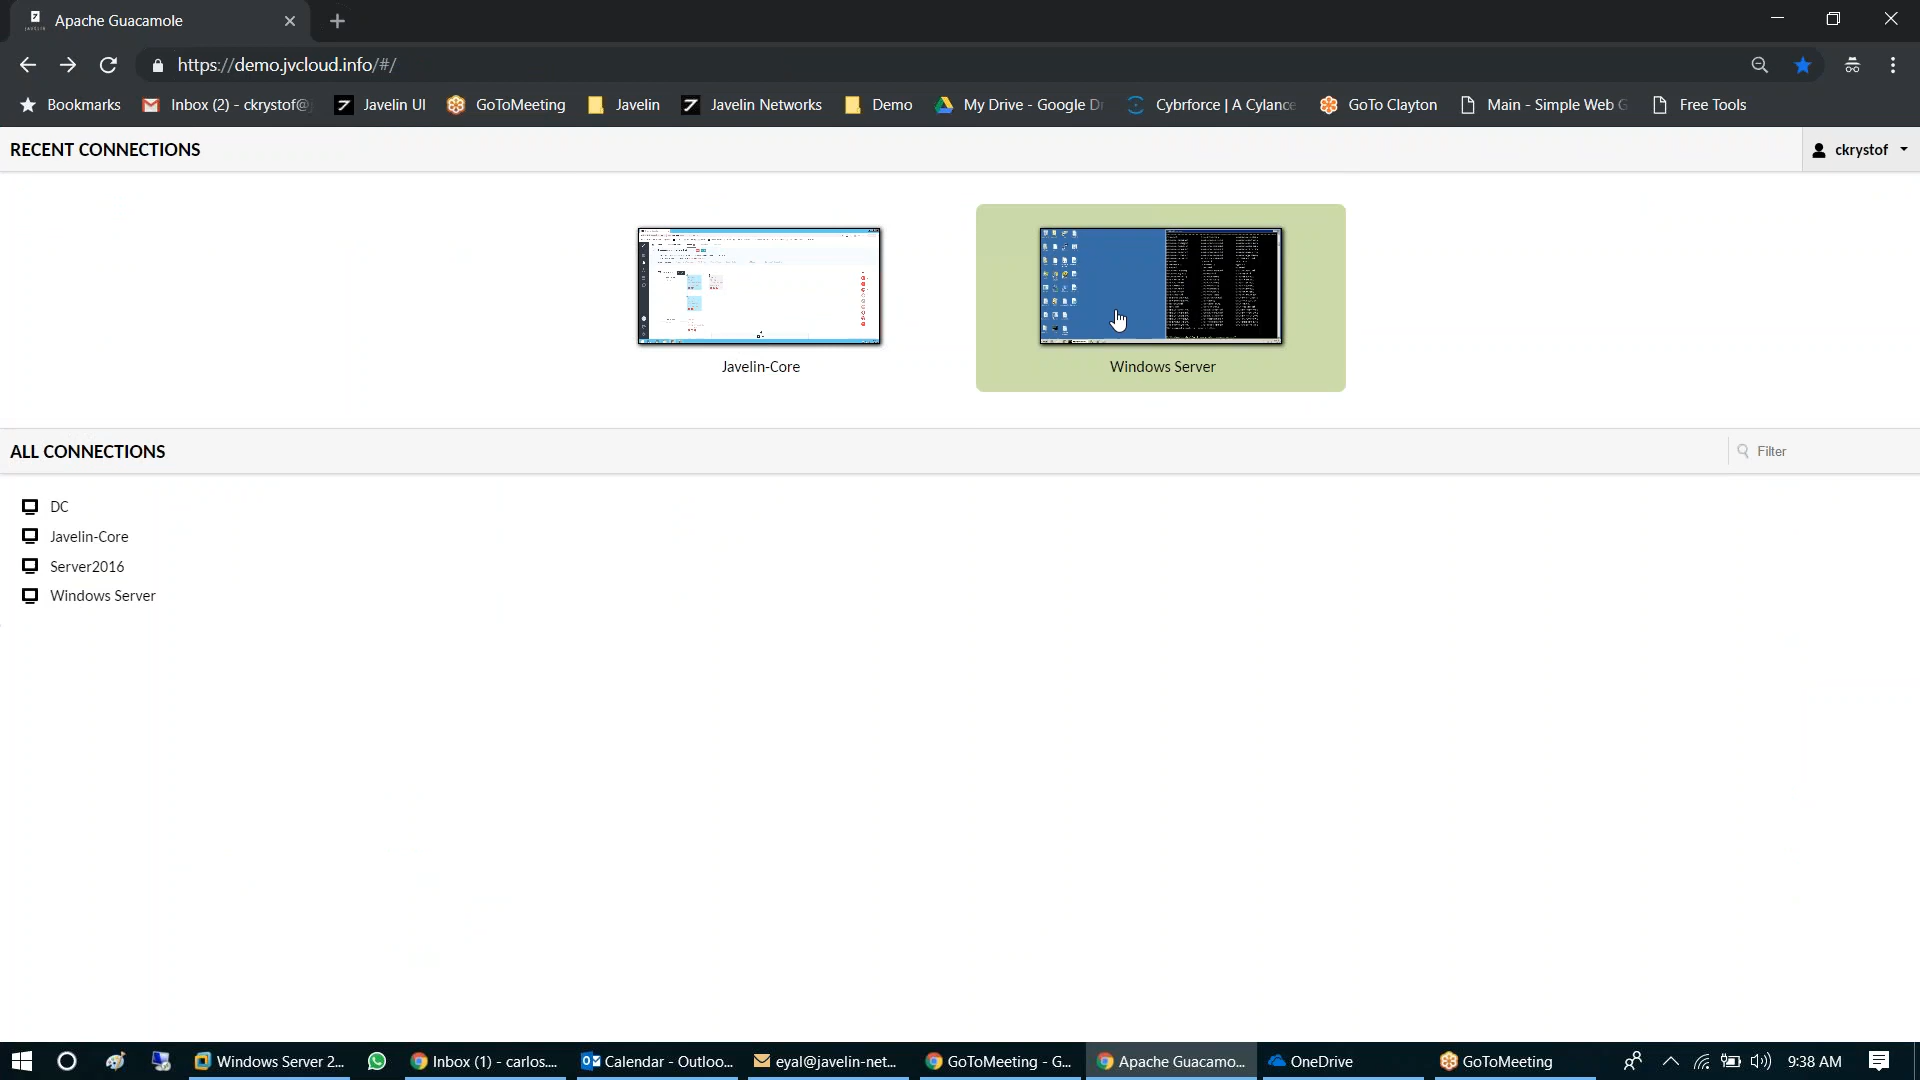 Apache Guacamole
https://demo.jvcloud.info/#/
Bookmarks
Inbox (2) - ckrystof@
Javelin UI
GoToMeeting
Javelin
Javelin Networks
Demo
My Drive - Google Dr
Cybrforce | A Cylance
GoTo Clayton
Main - Simple Web G
Free Tools
RECENT CONNECTIONS
ckrystof
Javelin-Core
Windows Server
ALL CONNECTIONS
Filter
DC
Javelin-Core
Server2016
Windows Server
Windows Server 2...
Inbox (1) - carlos....
Calendar - Outloo...
eyal@javelin-net...
GoToMeeting - G...
Apache Guacamo...
OneDrive
GoToMeeting
9:38 AM